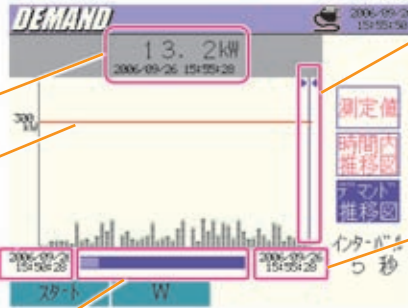 DEMAND
2006/09/2
15:55:50
13. 2kW
2006/09/26 15:55:28
300
kW
測定値
時間内
推移図
デマンド
推移図
インターバル
5 秒
2006/09/26
15:50:28
2006/09/26
15:55:28
スタート
W